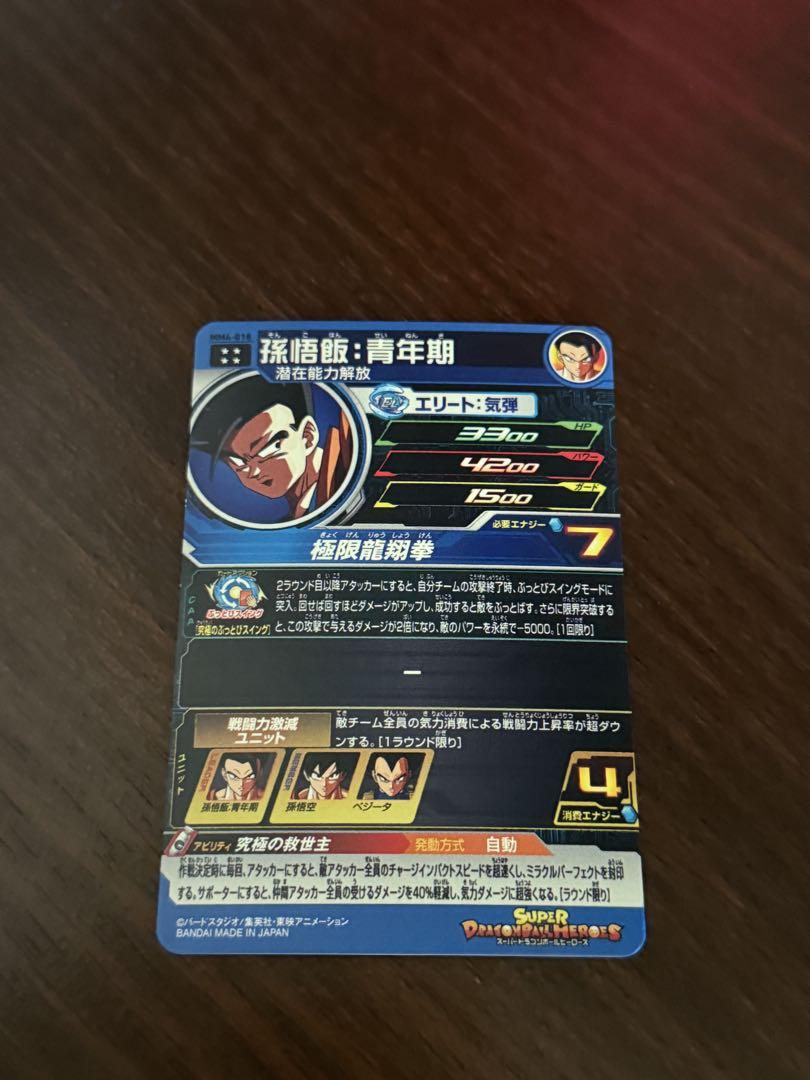 MM4-018
孫悟飯:青年期
潜在能力解放
エリート:気弾
HP
3300
パワー
4200
ガード
1500
必要エナジー 7
極限龍翔拳
CAA
カードアクション
ぶっとびスイング
[究極のぶっとびスイング]
2ラウンド目以降アタッカーにすると、自分チームの攻撃終了時、ぶっとびスイングモードに
突入。回せば回すほどダメージがアップし、成功すると敵をぶっとばす。さらに限界突破する
と、この攻撃で与えるダメージが2倍になり、敵のパワーを永続で-5000。[1回限り]
ー
ユニット
戦闘力激減
ユニット
敵チーム全員の気力消費による戦闘力上昇率が超ダウ
ンする。[1ラウンド限り]
孫悟飯:青年期
孫悟空
ベジータ
4
消費エナジー
アビリティ 究極の救世主 発動方式 自動
作戦決定時に毎回、アタッカーにすると、敵アタッカー全員のチャージインパクトスピードを超速くし、ミラクルパーフェクトを封印
する。サポーターにすると、仲間アタッカー全員の受けるダメージを40%軽減し、気力ダメージに超強くなる。[ラウンド限り]
©バードスタジオ/集英社・東映アニメーション
BANDAI MADE IN JAPAN
SUPER
DRAGONBALL HEROES
スーパードラゴンボールヒーローズ